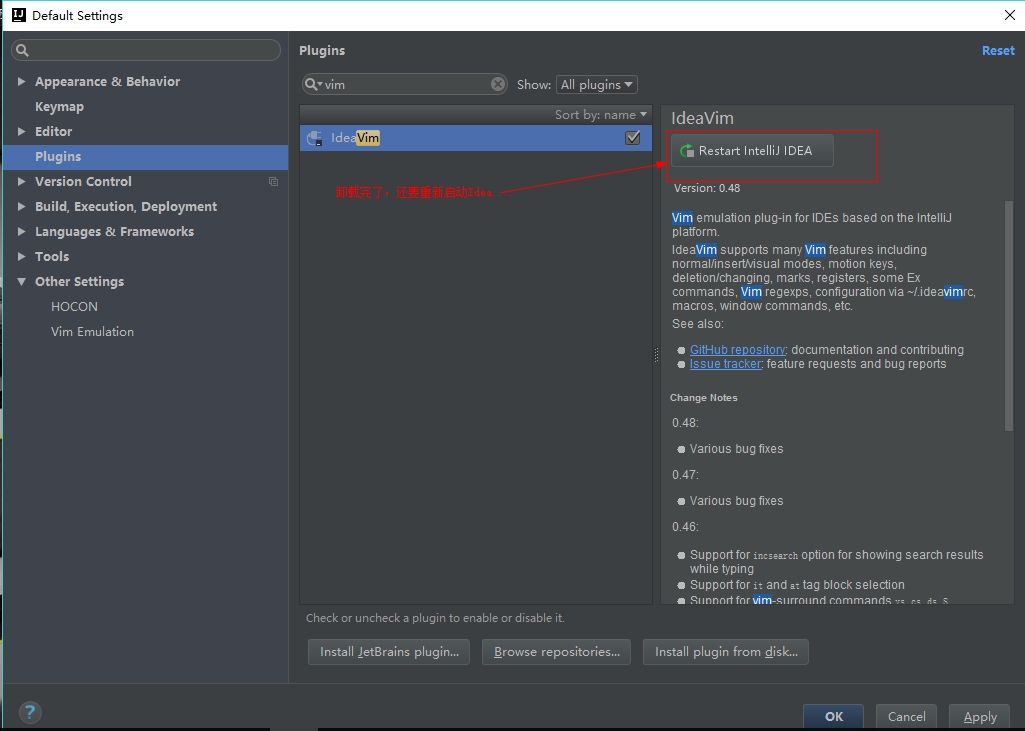 Default Settings
Plugins
Reset
vim
Show: All plugins
Appearance & Behavior
Keymap
Editor
Plugins
Version Control
Build, Execution, Deployment
Languages & Frameworks
Tools
Other Settings
HOCON
Vim Emulation
Sort by: name
IdeaVim
卸载完了，还要重新启动Idea
IdeaVim
Restart IntelliJ IDEA
Version: 0.48
Vim emulation plug-in for IDEs based on the IntelliJ
platform.
IdeaVim supports many Vim features including
normal/insert/visual modes, motion keys,
deletion/changing, marks, registers, some Ex
commands, Vim regexps, configuration via ~/.ideavimrc,
macros, window commands, etc.
See also:
GitHub repository: documentation and contributing
Issue tracker: feature requests and bug reports
Change Notes
0.48:
Various bug fixes
0.47:
Various bug fixes
0.46:
Support for incsearch option for showing search results
while typing
Support for it and at tag block selection
Support for vim-surround commands ys, cs, ds, S
Check or uncheck a plugin to enable or disable it.
Install JetBrains plugin...
Browse repositories...
Install plugin from disk...
?
OK
Cancel
Apply